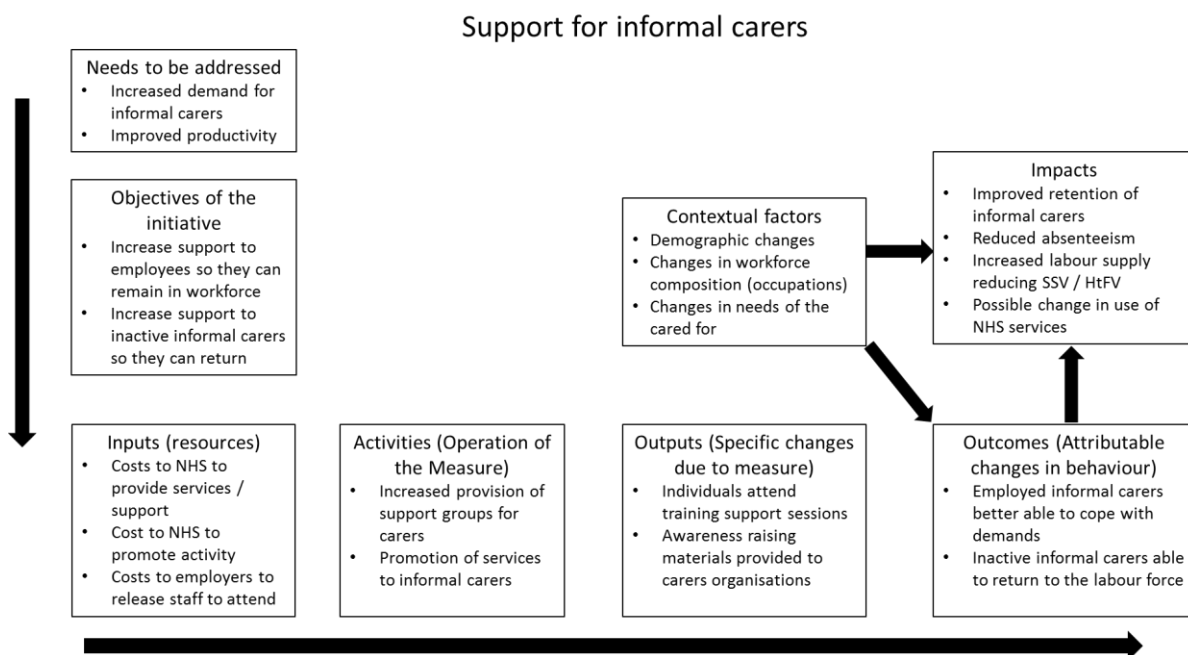 Support for informal carers
Needs to be addressed
• Increased demand for
informal carers
• Improved productivity
Objectives of the
initiative
• Increase support to
employees so they can
remain in workforce
• Increase support to
inactive informal carers
so they can return
Contextual factors
• Demographic changes
• Changes in workforce
composition (occupations)
• Changes in needs of the
cared for
Impacts
• Improved retention of
informal carers
• Reduced absenteeism
• Increased labour supply
reducing SSV / HtFV
• Possible change in use of
NHS services
Inputs (resources)
• Costs to NHS to
provide services /
support
• Cost to NHS to
promote activity
• Costs to employers to
release staff to attend
Activities (Operation of
the Measure)
• Increased provision of
support groups for
carers
• Promotion of services
to informal carers
Outputs (Specific changes
due to measure)
• Individuals attend
training support sessions
• Awareness raising
materials provided to
carers organisations
Outcomes (Attributable
changes in behaviour)
• Employed informal carers
better able to cope with
demands
• Inactive informal carers able
to return to the labour force